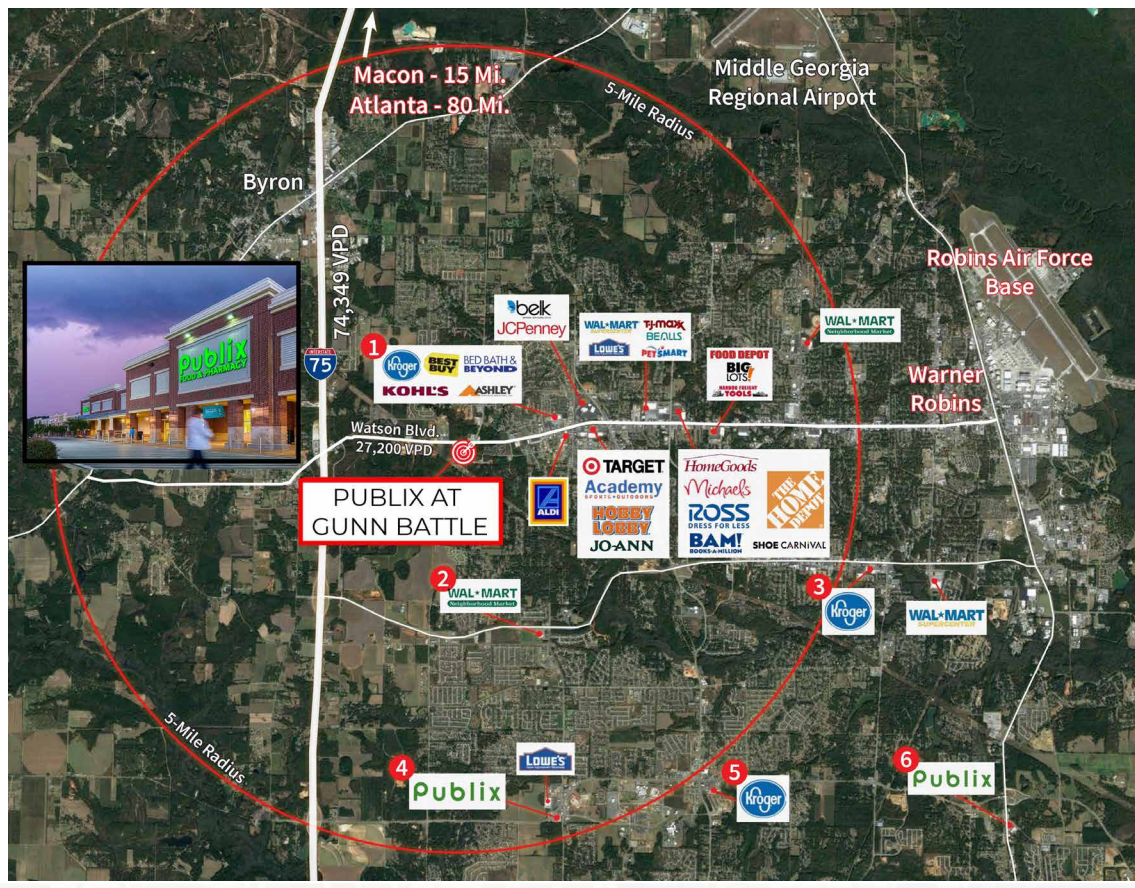 Macon - 15 Mi.
Atlanta - 80 Mi.
Middle Georgia
Regional Airport
5-Mile Radius
Byron
74,349 VPD
Robins Air Force
Base
Publix
FOOD & PHARMACY
belk
JCPenney
WAL★MART
SUPERCENTER
T·J·maxx
BEALLS
LOWE'S
PETSMART
WAL★MART
Neighborhood Market
1
Kroger
BEST
BUY
BED BATH &
BEYOND
KOHL'S
ASHLEY
INTERSTATE
75
FOOD DEPOT
BIG
LOTS!
HARBOR FREIGHT
TOOLS
Warner
Robins
Watson Blvd.
27,200 VPD
PUBLIX AT
GUNN BATTLE
ALDI
TARGET
Academy
SPORTS+OUTDOORS
HOBBY
LOBBY
JO-ANN
HomeGoods
Michaels
ROSS
DRESS FOR LESS
THE
HOME
DEPOT
BAM!
BOOKS-A-MILLION
SHOE CARNIVAL
2
WAL★MART
Neighborhood Market
3
Kroger
WAL★MART
SUPERCENTER
5-Mile Radius
4
Publix
LOWE'S
5
Kroger
6
Publix